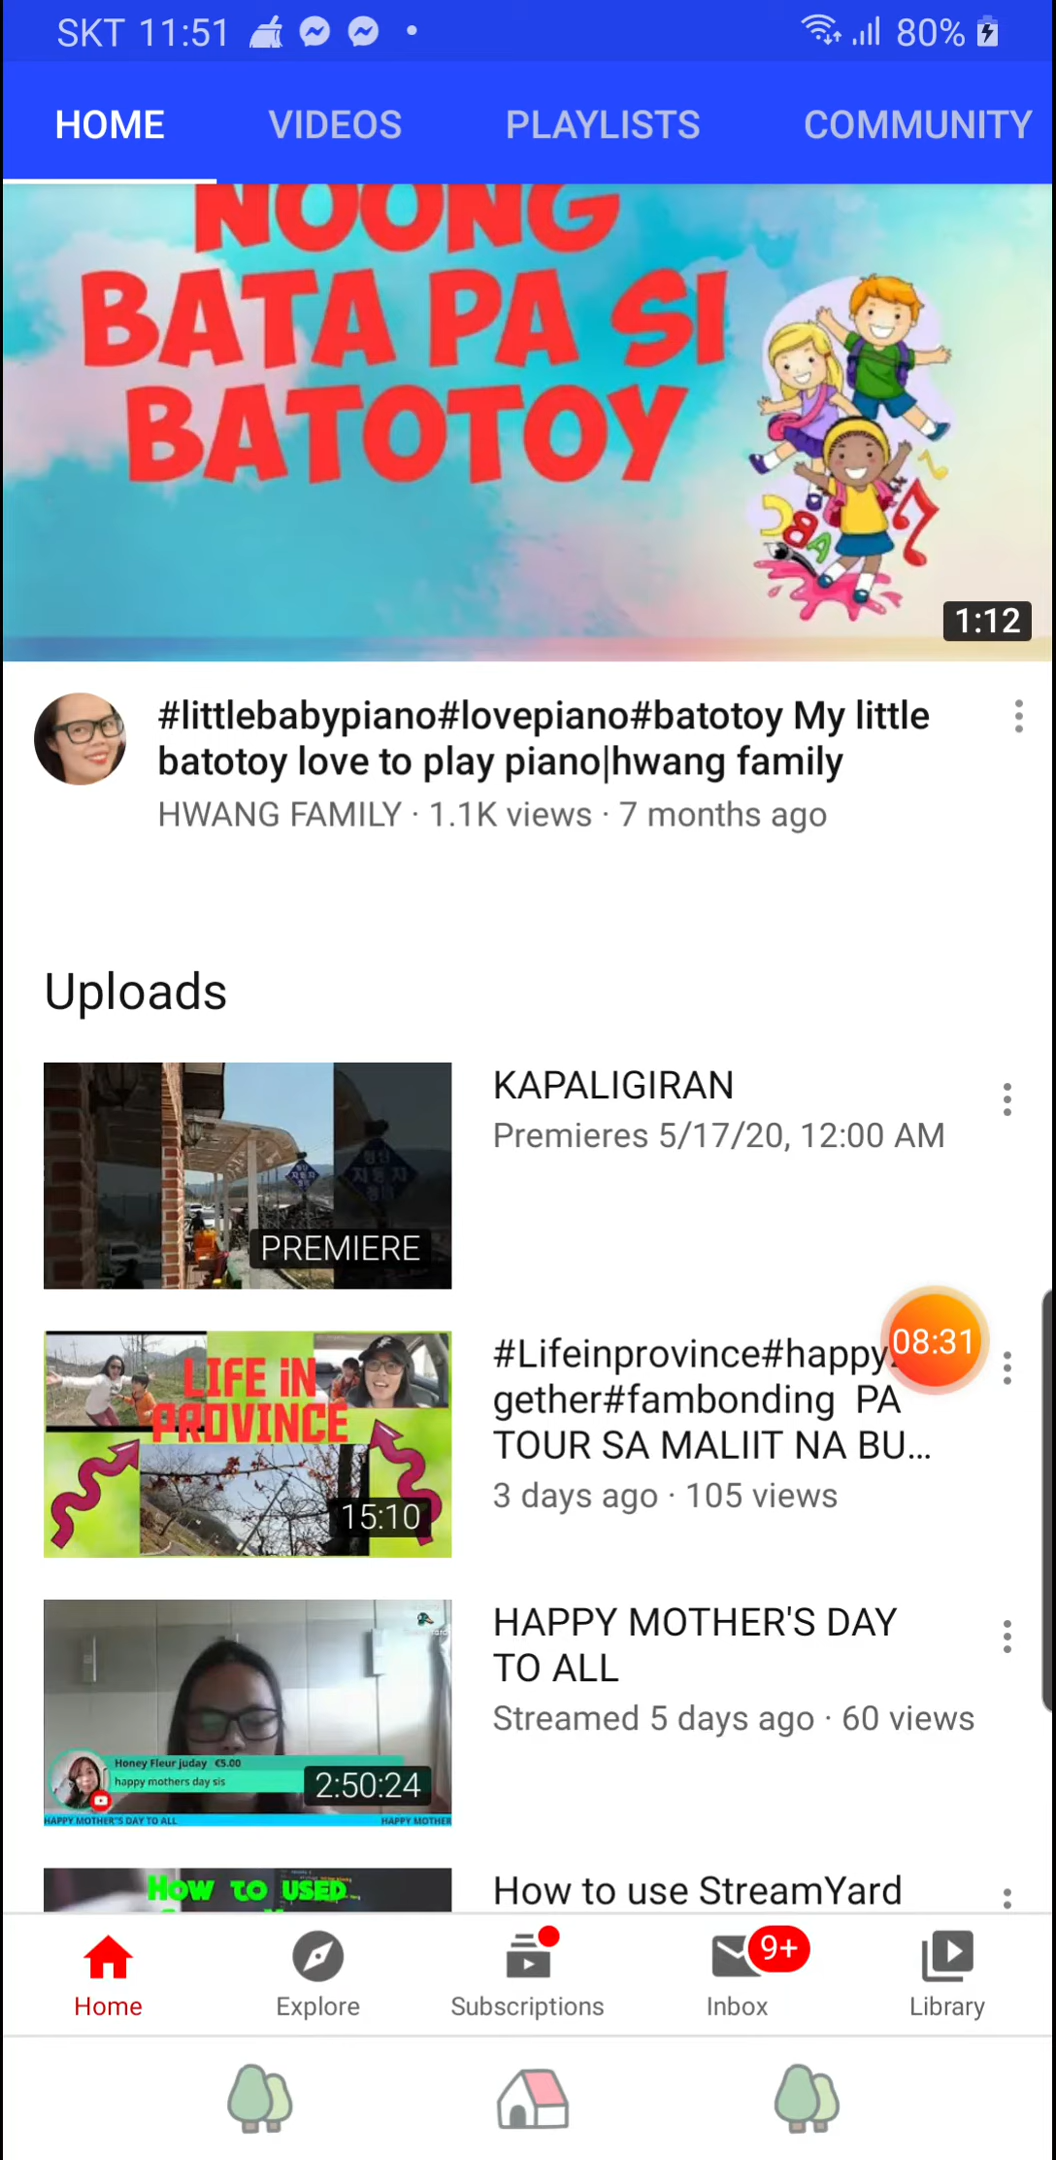 SKT 11:51
80%
HOME
VIDEOS
PLAYLISTS
COMMUNITY
NOONG
BATA PA SI
BATOTOY
1:12
#littlebabypiano#lovepiano#batotoy My little
batotoy love to play piano|hwang family
HWANG FAMILY · 1.1K views · 7 months ago
Uploads
PREMIERE
KAPALIGIRAN
Premieres 5/17/20, 12:00 AM
LIFE iN
PROVINCE
15:10
#Lifeinprovince#happy
gether#fambonding PA
TOUR SA MALIIT NA BU...
3 days ago · 105 views
08:31
Honey Fleur juday €5.00
happy mothers day sis
2:50:24
HAPPY MOTHER'S DAY TO ALL
HAPPY MOTHER
HAPPY MOTHER'S DAY
TO ALL
Streamed 5 days ago · 60 views
HOW TO USED
How to use StreamYard
9+
Home
Explore
Subscriptions
Inbox
Library